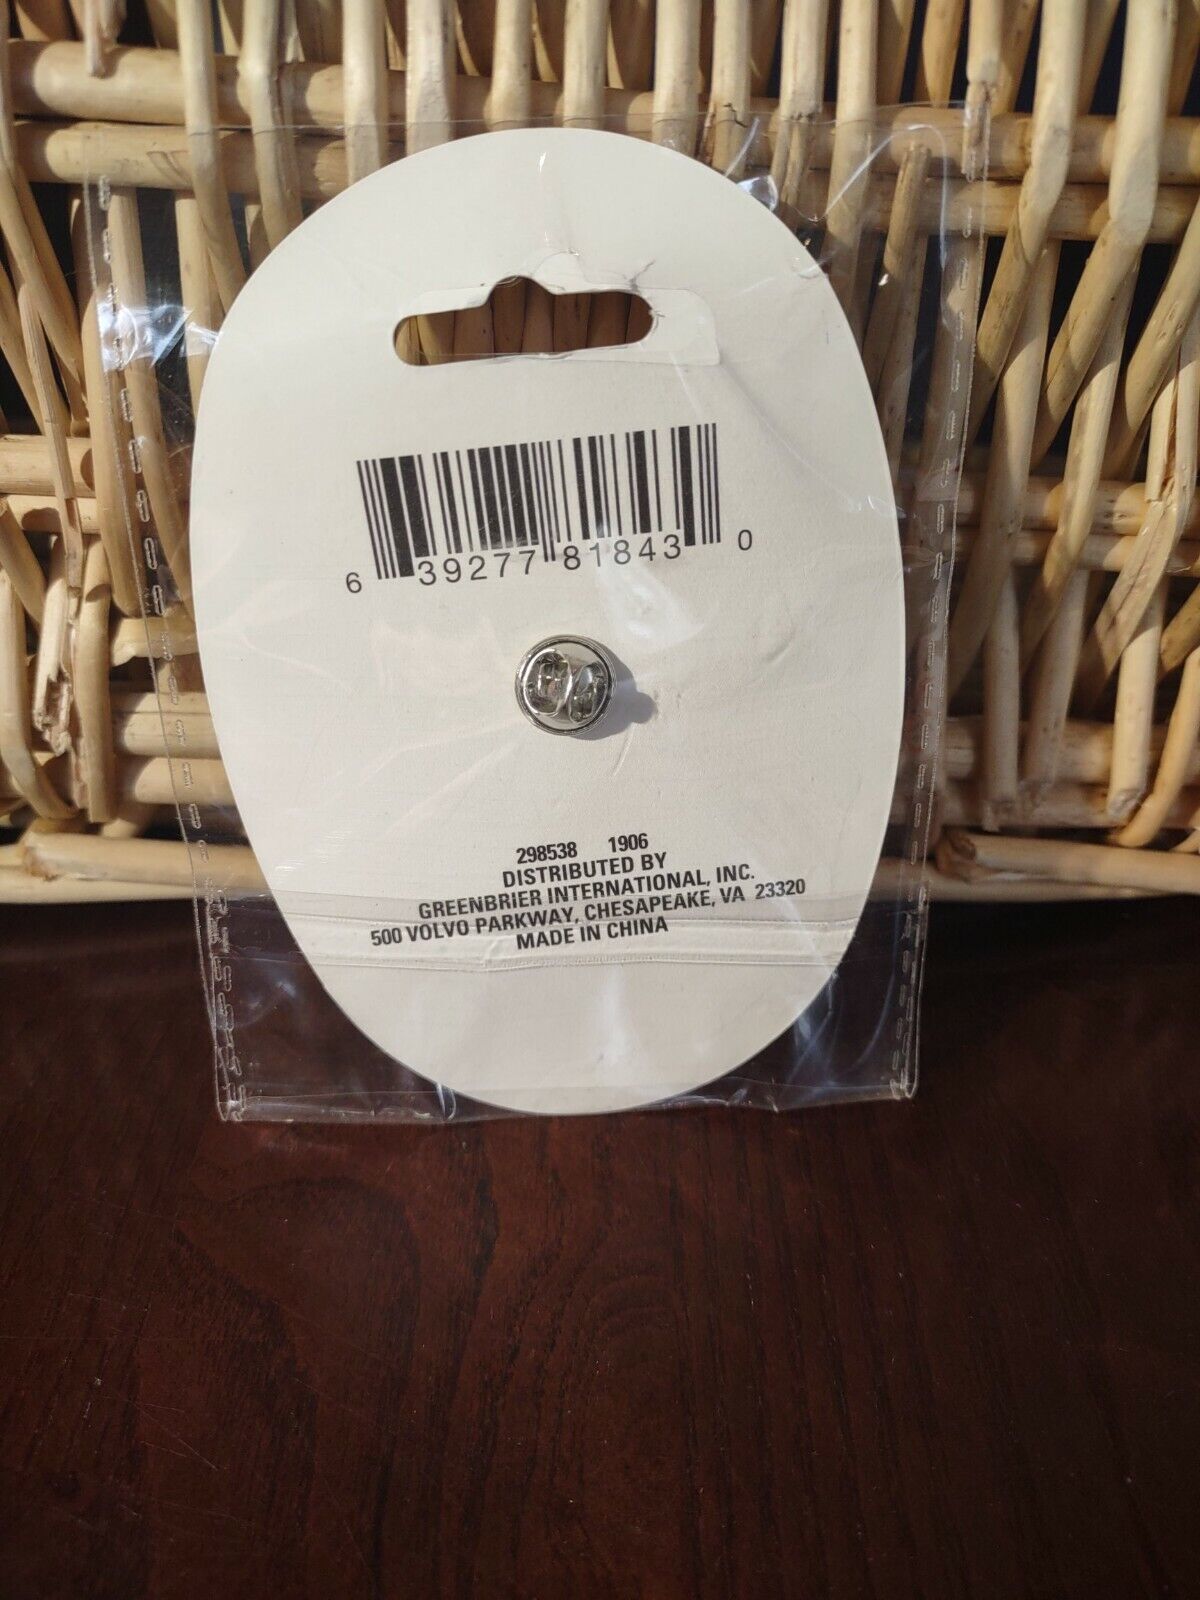 6 39277 81843 0
298538 1906
DISTRIBUTED BY
GREENBRIER INTERNATIONAL, INC.
500 VOLVO PARKWAY, CHESAPEAKE, VA 23320
MADE IN CHINA